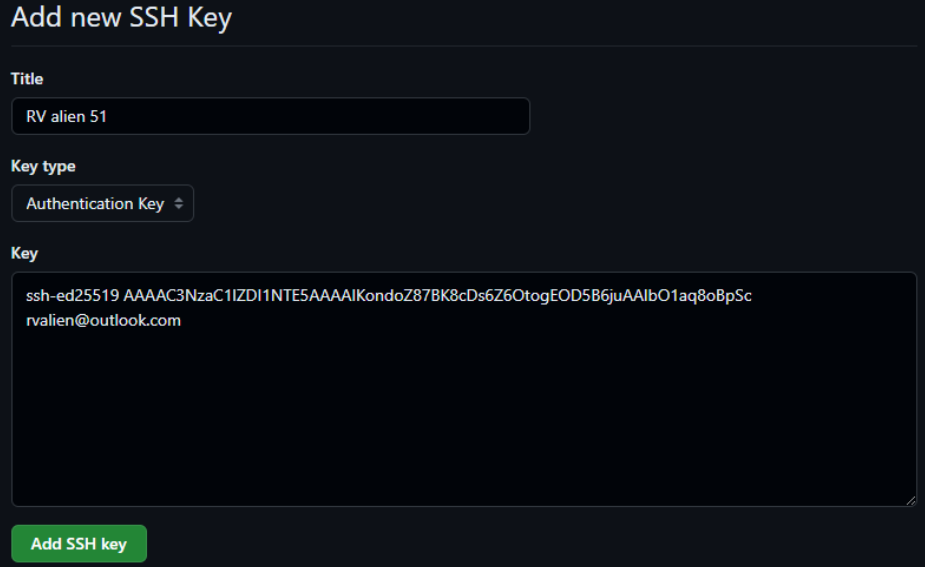 Add new SSH Key
Title
RV alien 51
Key type
Authentication Key
Key
ssh-ed25519 AAAAC3NzaC1lZDI1NTE5AAAAIKondoZ87BK8cDs6Z6OtogEOD5B6juAAIbO1aq8oBpSc
rvalien@outlook.com
Add SSH key